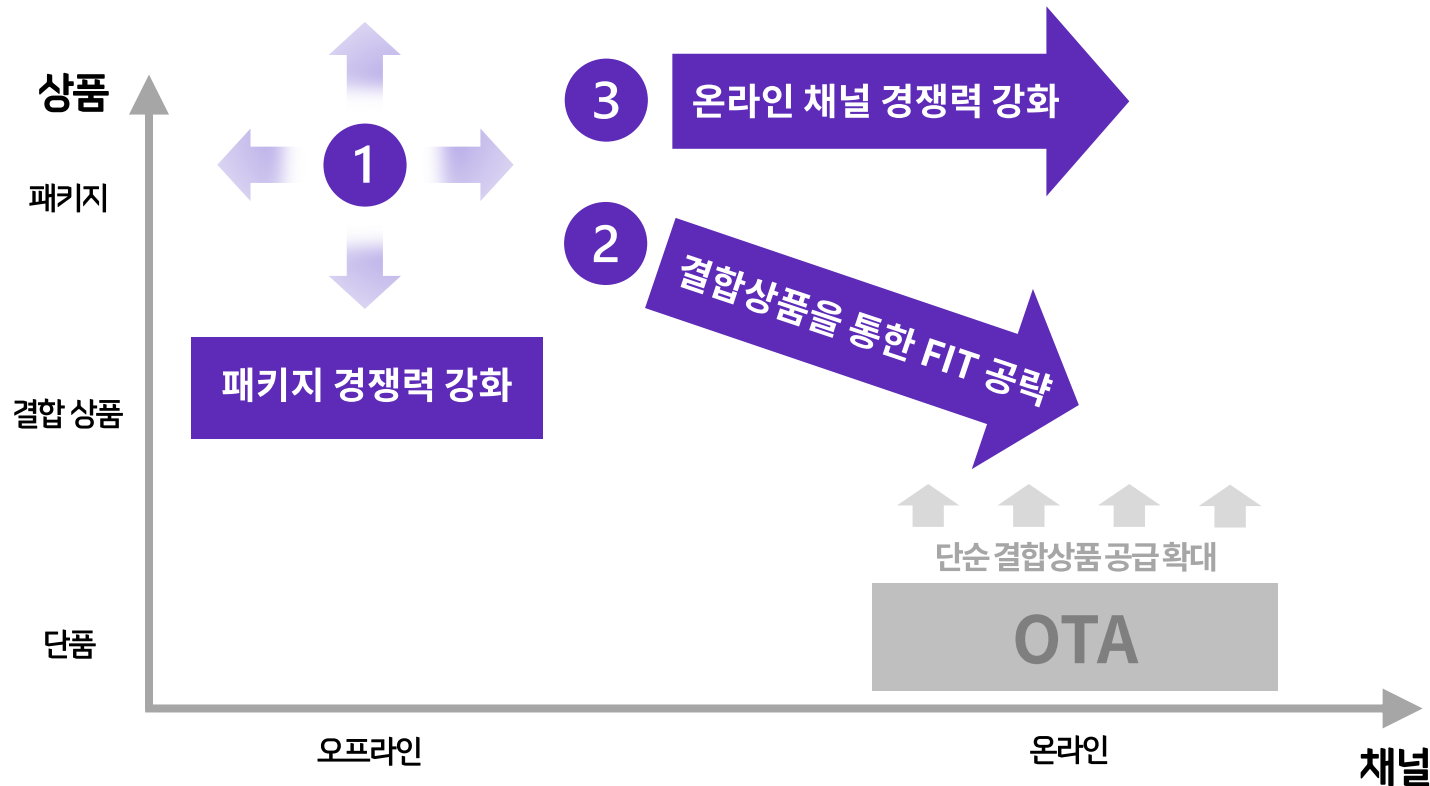 상품
패키지
결합 상품
단품
1
패키지 경쟁력 강화
3
온라인 채널 경쟁력 강화
2
결합상품을 통한 FIT 공략
단순 결합상품 공급 확대
OTA
오프라인
온라인
채널